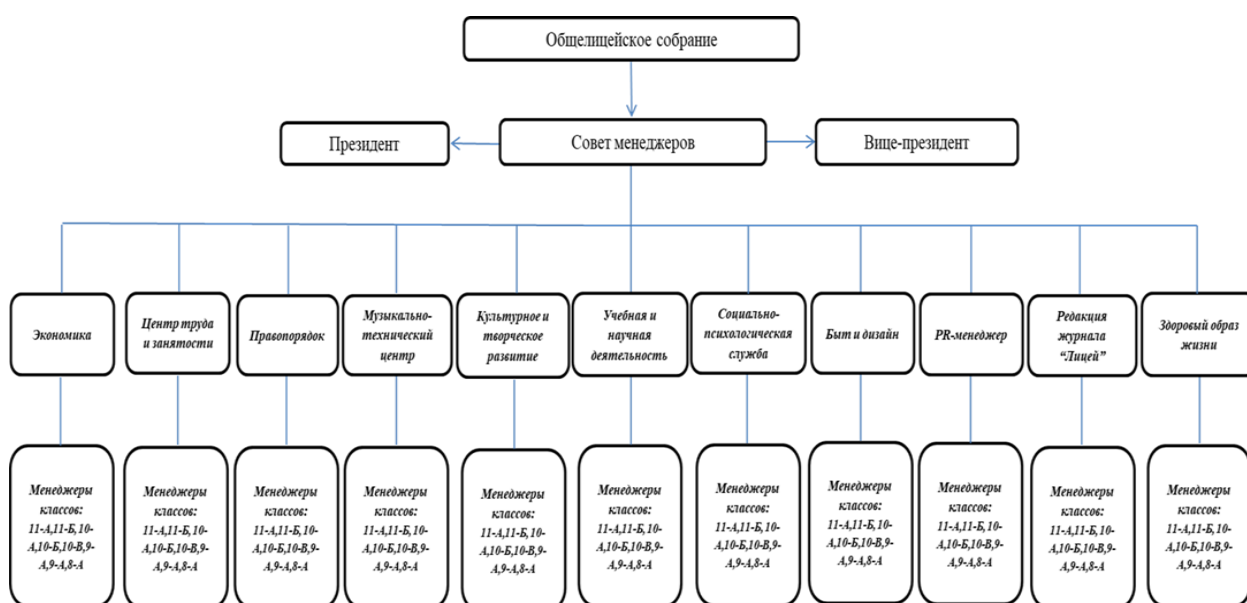 Общелицейское собрание
Президент
Совет менеджеров
Вице-президент
Экономика
Центр труда
и занятости
Правопорядок
Музыкально-
технический
центр
Культурное и
творческое
развитие
Учебная и
научная
деятельность
Социально-
психологическая
служба
Быт и дизайн
PR-менеджер
Редакция
журнала
“Лицей”
Здоровый образ
жизни
Менеджеры
классов:
11-А,11-Б,10-
А,10-Б,10-В,9-
А,9-А,8-А
Менеджеры
классов:
11-А,11-Б,10-
А,10-Б,10-В,9-
А,9-А,8-А
Менеджеры
классов:
11-А,11-Б,10-
А,10-Б,10-В,9-
А,9-А,8-А
Менеджеры
классов:
11-А,11-Б,10-
А,10-Б,10-В,9-
А,9-А,8-А
Менеджеры
классов:
11-А,11-Б,10-
А,10-Б,10-В,9-
А,9-А,8-А
Менеджеры
классов:
11-А,11-Б,10-
А,10-Б,10-В,9-
А,9-А,8-А
Менеджеры
классов:
11-А,11-Б,10-
А,10-Б,10-В,9-
А,9-А,8-А
Менеджеры
классов:
11-А,11-Б,10-
А,10-Б,10-В,9-
А,9-А,8-А
Менеджеры
классов:
11-А,11-Б,10-
А,10-Б,10-В,9-
А,9-А,8-А
Менеджеры
классов:
11-А,11-Б,10-
А,10-Б,10-В,9-
А,9-А,8-А
Менеджеры
классов:
11-А,11-Б,10-
А,10-Б,10-В,9-
А,9-А,8-А